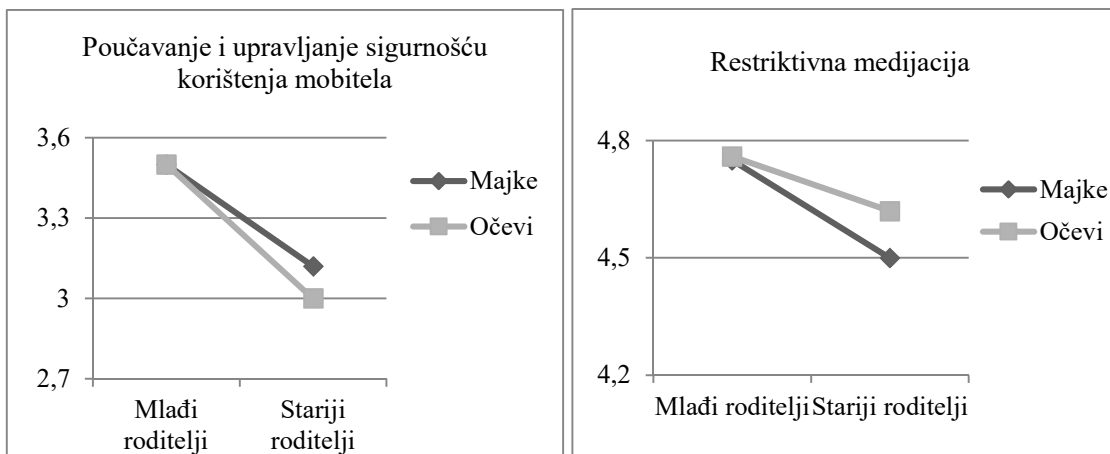 Poučavanje i upravljanje sigurnošću
korištenja mobitela
3,6
3,3
3
2,7
Mlađi
roditelji
Stariji
roditelji
Majke
Očevi
Restriktivna medijacija
4,8
4,5
4,2
Mlađi roditelji
Stariji roditelji
Majke
Očevi